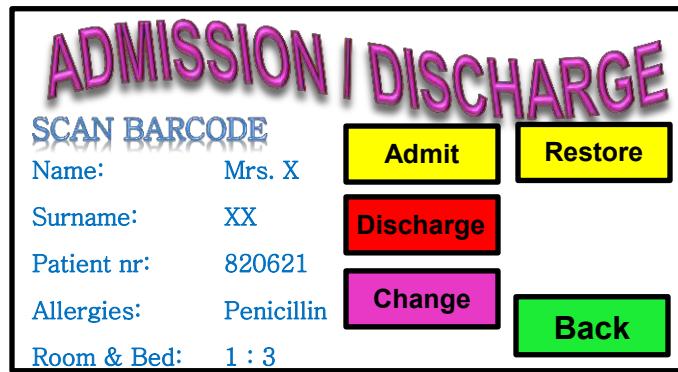 ADMISSION | DISCHARGE
SCAN BARCODE
Admit Restore
Name: Mrs. X
Surname: XX
Discharge
Patient nr: 820621
Change
Allergies: Penicillin
Back
Room & Bed: 1 : 3